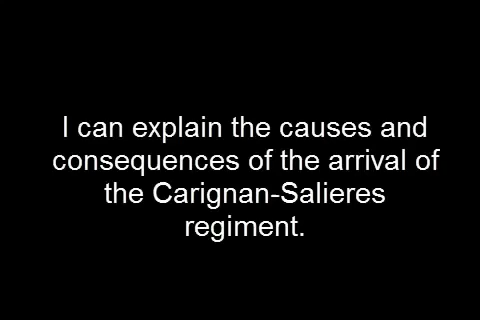 I can explain the causes and
consequences of the arrival of
the Carignan-Salieres
regiment.